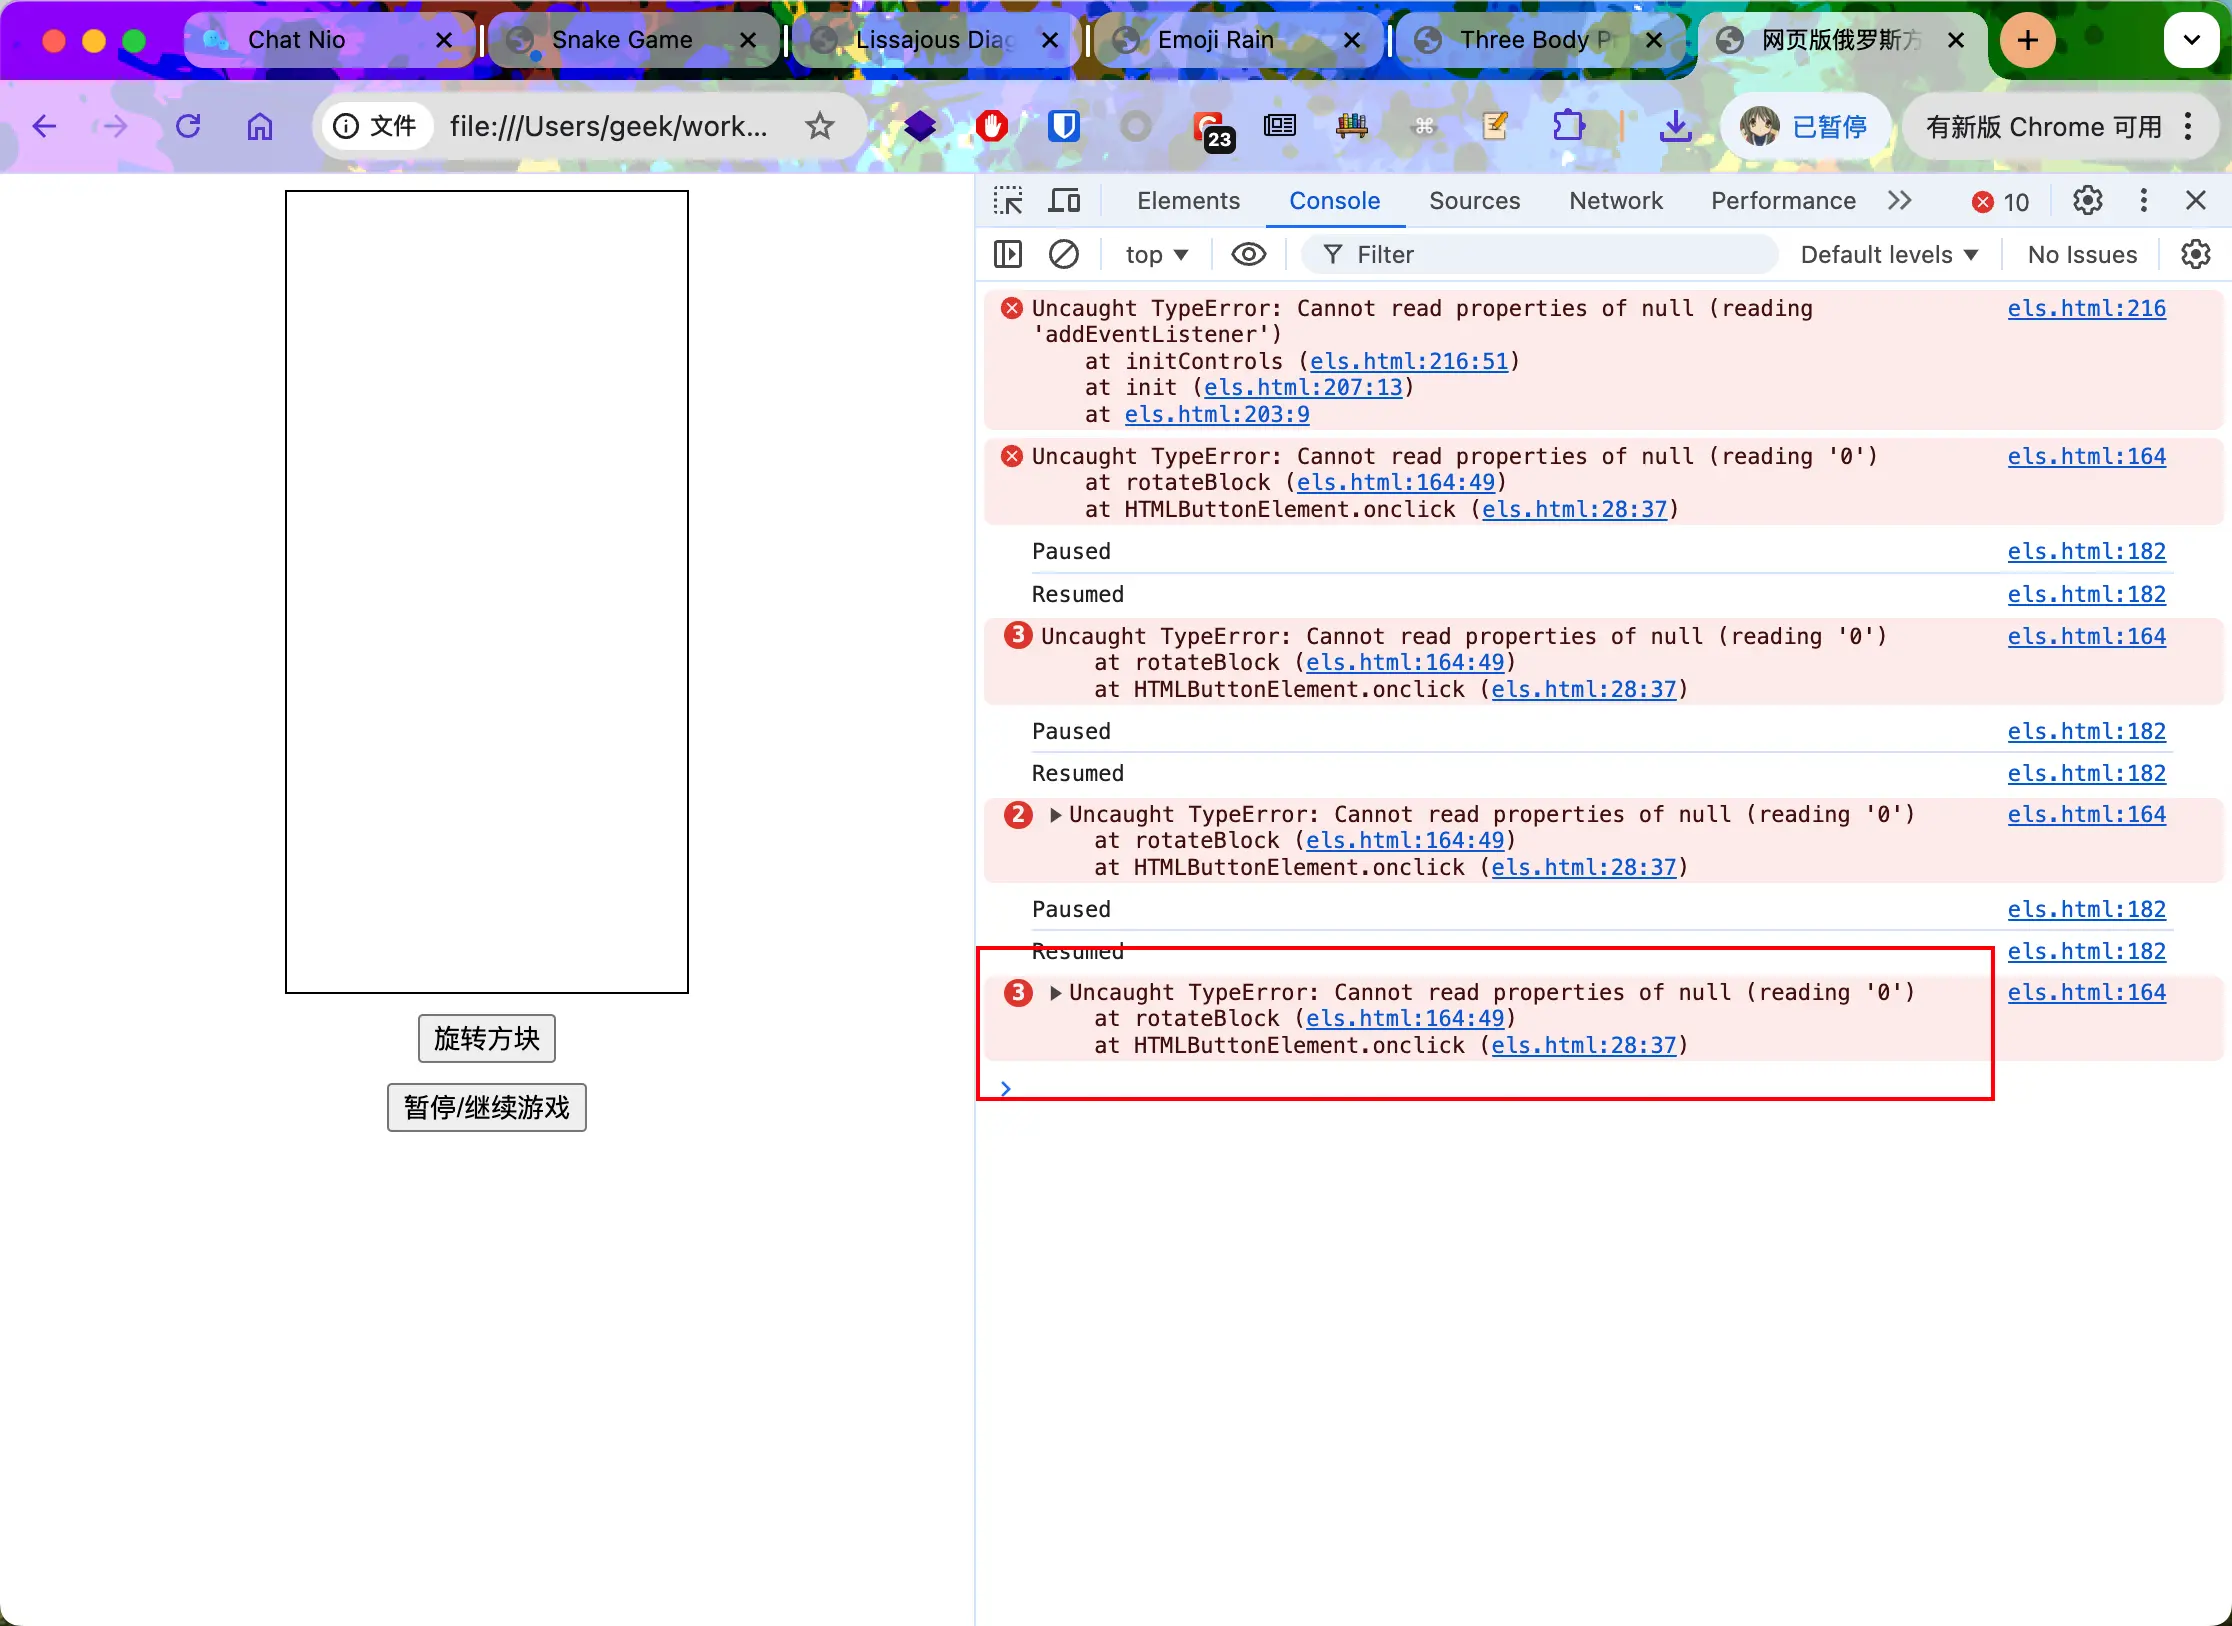 Chat Nio
Snake Game
Lissajous Diag
Emoji Rain
Three Body Pr
网页版俄罗斯方
文件
file:///Users/geek/work...
23
已暂停
有新版 Chrome 可用
Elements
Console
Sources
Network
Performance
10
top
Filter
Default levels
No Issues
Uncaught TypeError: Cannot read properties of null (reading els.html:216
'addEventListener')
at initControls (els.html:216:51)
at init (els.html:207:13)
at els.html:203:9
Uncaught TypeError: Cannot read properties of null (reading '0') els.html:164
at rotateBlock (els.html:164:49)
at HTMLButtonElement.onclick (els.html:28:37)
Paused els.html:182
Resumed els.html:182
3 Uncaught TypeError: Cannot read properties of null (reading '0') els.html:164
at rotateBlock (els.html:164:49)
at HTMLButtonElement.onclick (els.html:28:37)
Paused els.html:182
Resumed els.html:182
2 Uncaught TypeError: Cannot read properties of null (reading '0') els.html:164
at rotateBlock (els.html:164:49)
at HTMLButtonElement.onclick (els.html:28:37)
Paused els.html:182
Resumed els.html:182
3 Uncaught TypeError: Cannot read properties of null (reading '0') els.html:164
at rotateBlock (els.html:164:49)
at HTMLButtonElement.onclick (els.html:28:37)
旋转方块
暂停/继续游戏